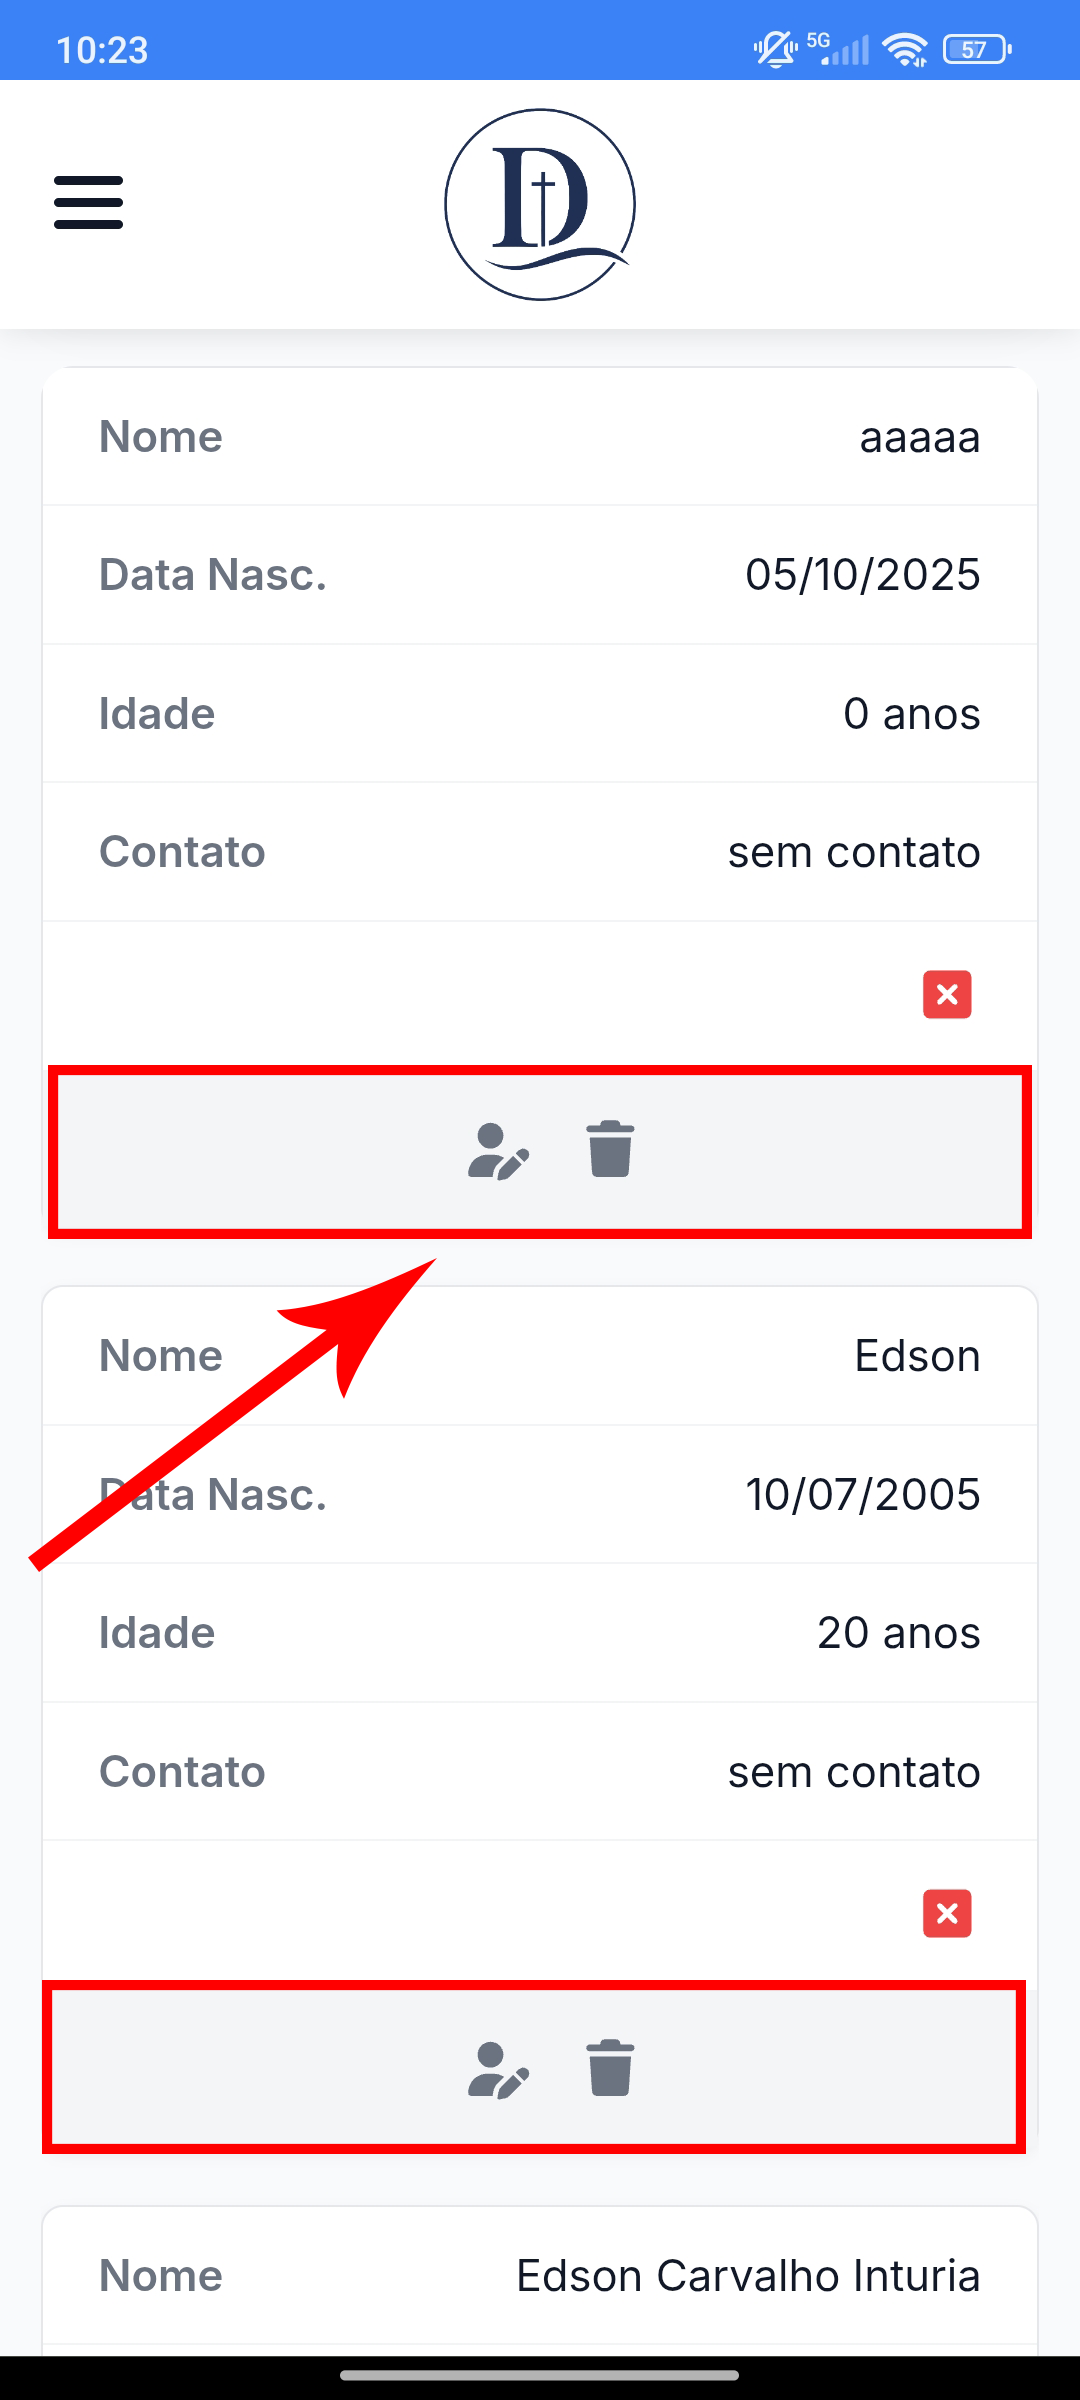 10:23
5G
57
D
Nome aaaaa
Data Nasc. 05/10/2025
Idade 0 anos
Contato sem contato
Nome Edson
Data Nasc. 10/07/2005
Idade 20 anos
Contato sem contato
Nome Edson Carvalho Inturia